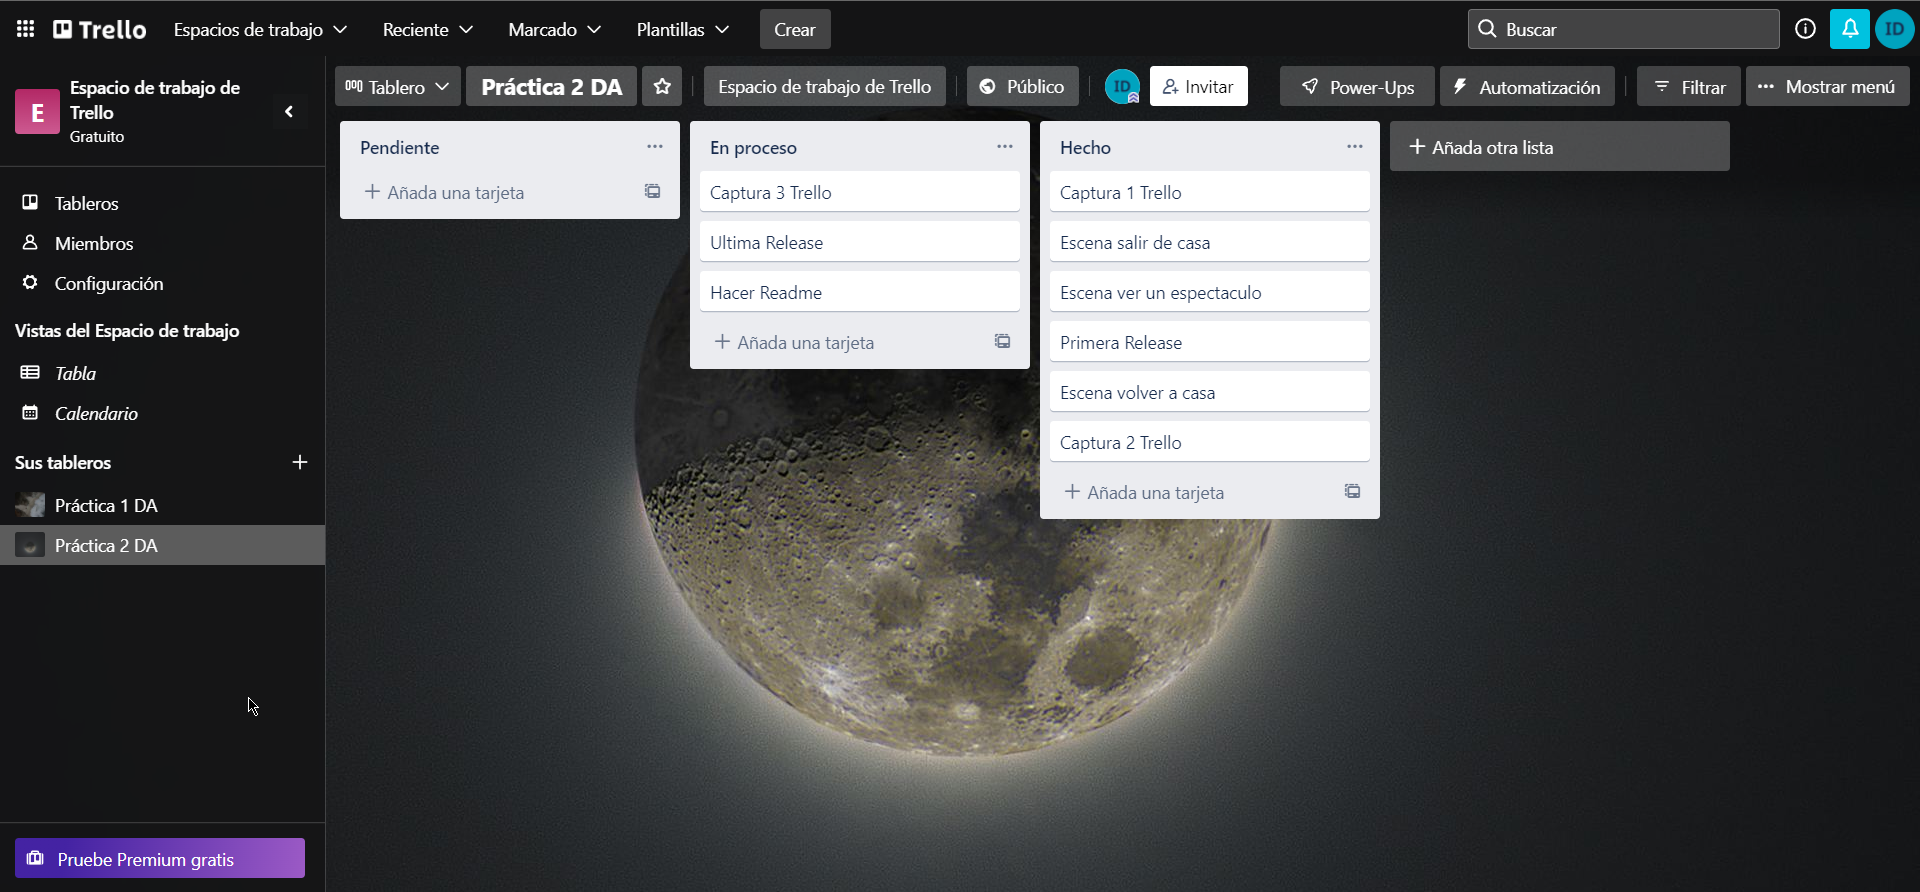 Trello
Espacios de trabajo
Reciente
Marcado
Plantillas
Crear
Buscar
ID
E
Espacio de trabajo de
Trello
Gratuito
Tablero
Práctica 2 DA
Espacio de trabajo de Trello
Público
ID
Invitar
Power-Ups
Automatización
Filtrar
Mostrar menú
Tableros
Miembros
Configuración
Vistas del Espacio de trabajo
Tabla
Calendario
Sus tableros
Práctica 1 DA
Práctica 2 DA
Pruebe Premium gratis
Pendiente
Añada una tarjeta
En proceso
Captura 3 Trello
Ultima Release
Hacer Readme
Añada una tarjeta
Hecho
Captura 1 Trello
Escena salir de casa
Escena ver un espectaculo
Primera Release
Escena volver a casa
Captura 2 Trello
Añada una tarjeta
Añada otra lista